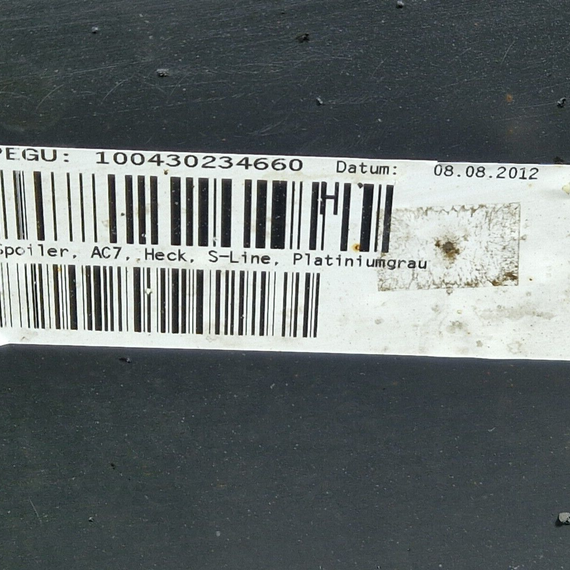 PEGU: 100430234660 Datum: 08.08.2012
H
Spoiler, AC7, Heck, S-Line, Platiniumgrau